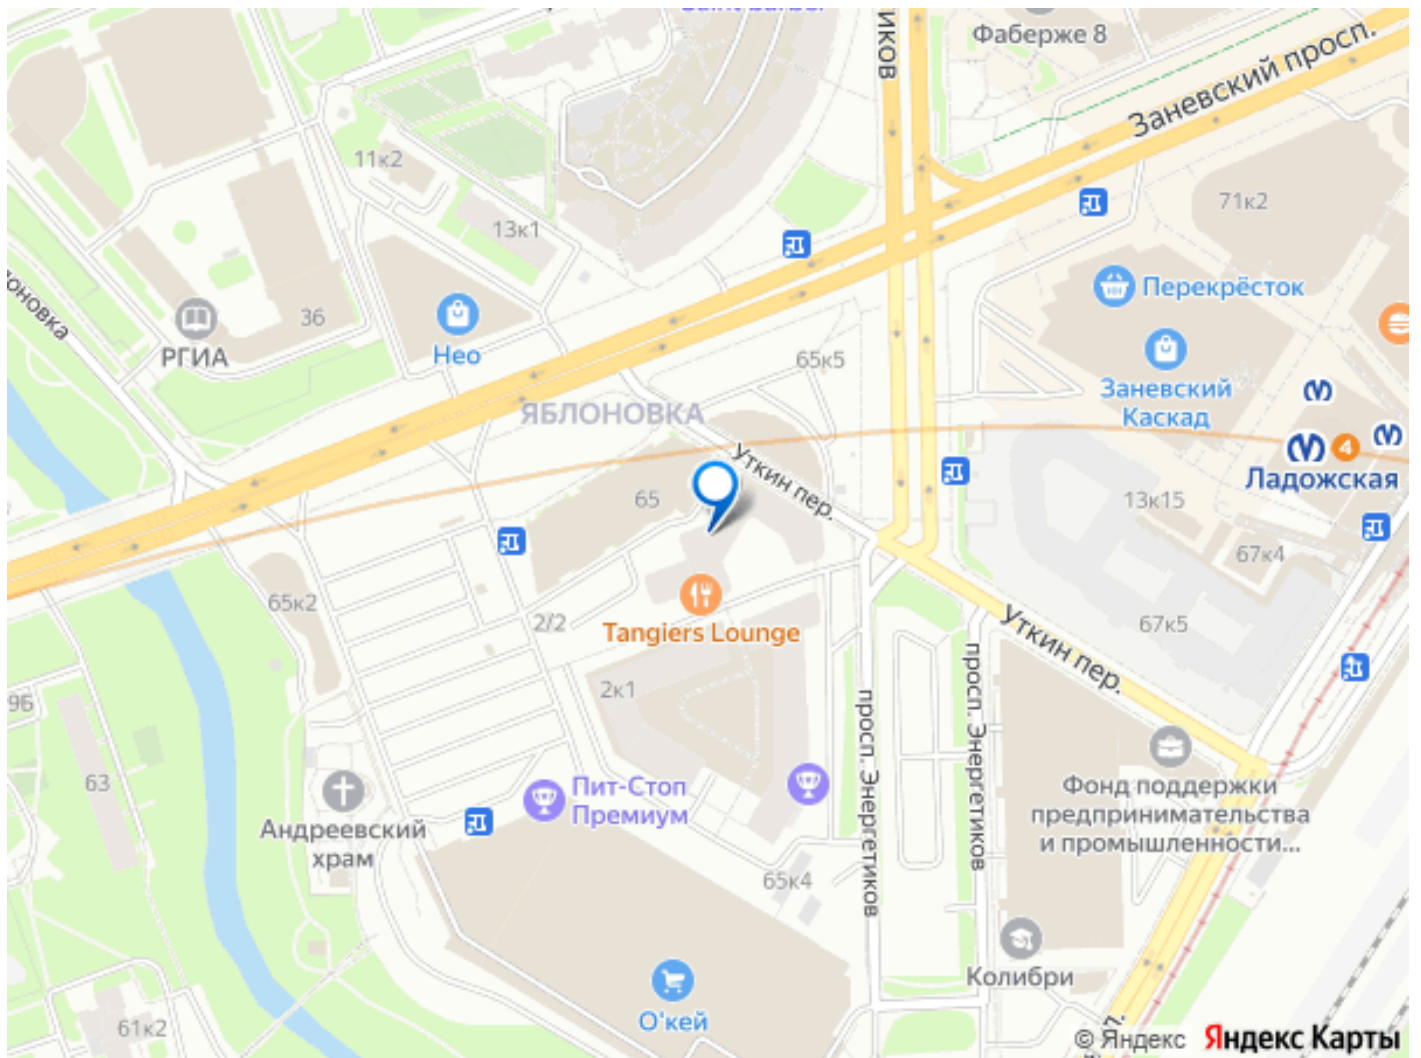 Фаберже 8
Заневский просп.
11к2
71к2
13к1
Перекрёсток
36
РГИА
Нео
65к5
Заневский
Каскад
ЯБЛОНОВКА
4
Ладожская
Уткин пер.
65
13к15
67к4
65к2
2/2
Tangiers Lounge
67к5
Уткин пер.
2к1
9Б
просп. Энергетиков
просп. Энергетиков
63
Пит-Стоп
Премиум
Фонд поддержки
предпринимательства
и промышленности...
Андреевский
храм
65к4
Колибри
О'кей
61к2
© Яндекс Яндекс Карты